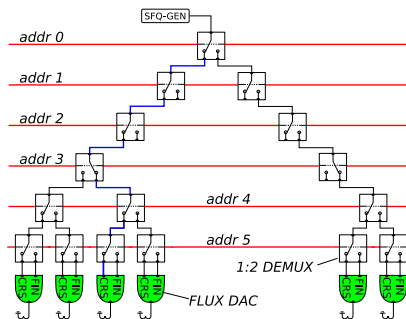 SFQ-GEN
addr 0
addr 1
addr 2
addr 3
addr 4
addr 5
1:2 DEMUX
CRS FIN CRS FIN CRS FIN CRS FIN CRS FIN CRS FIN
FLUX DAC